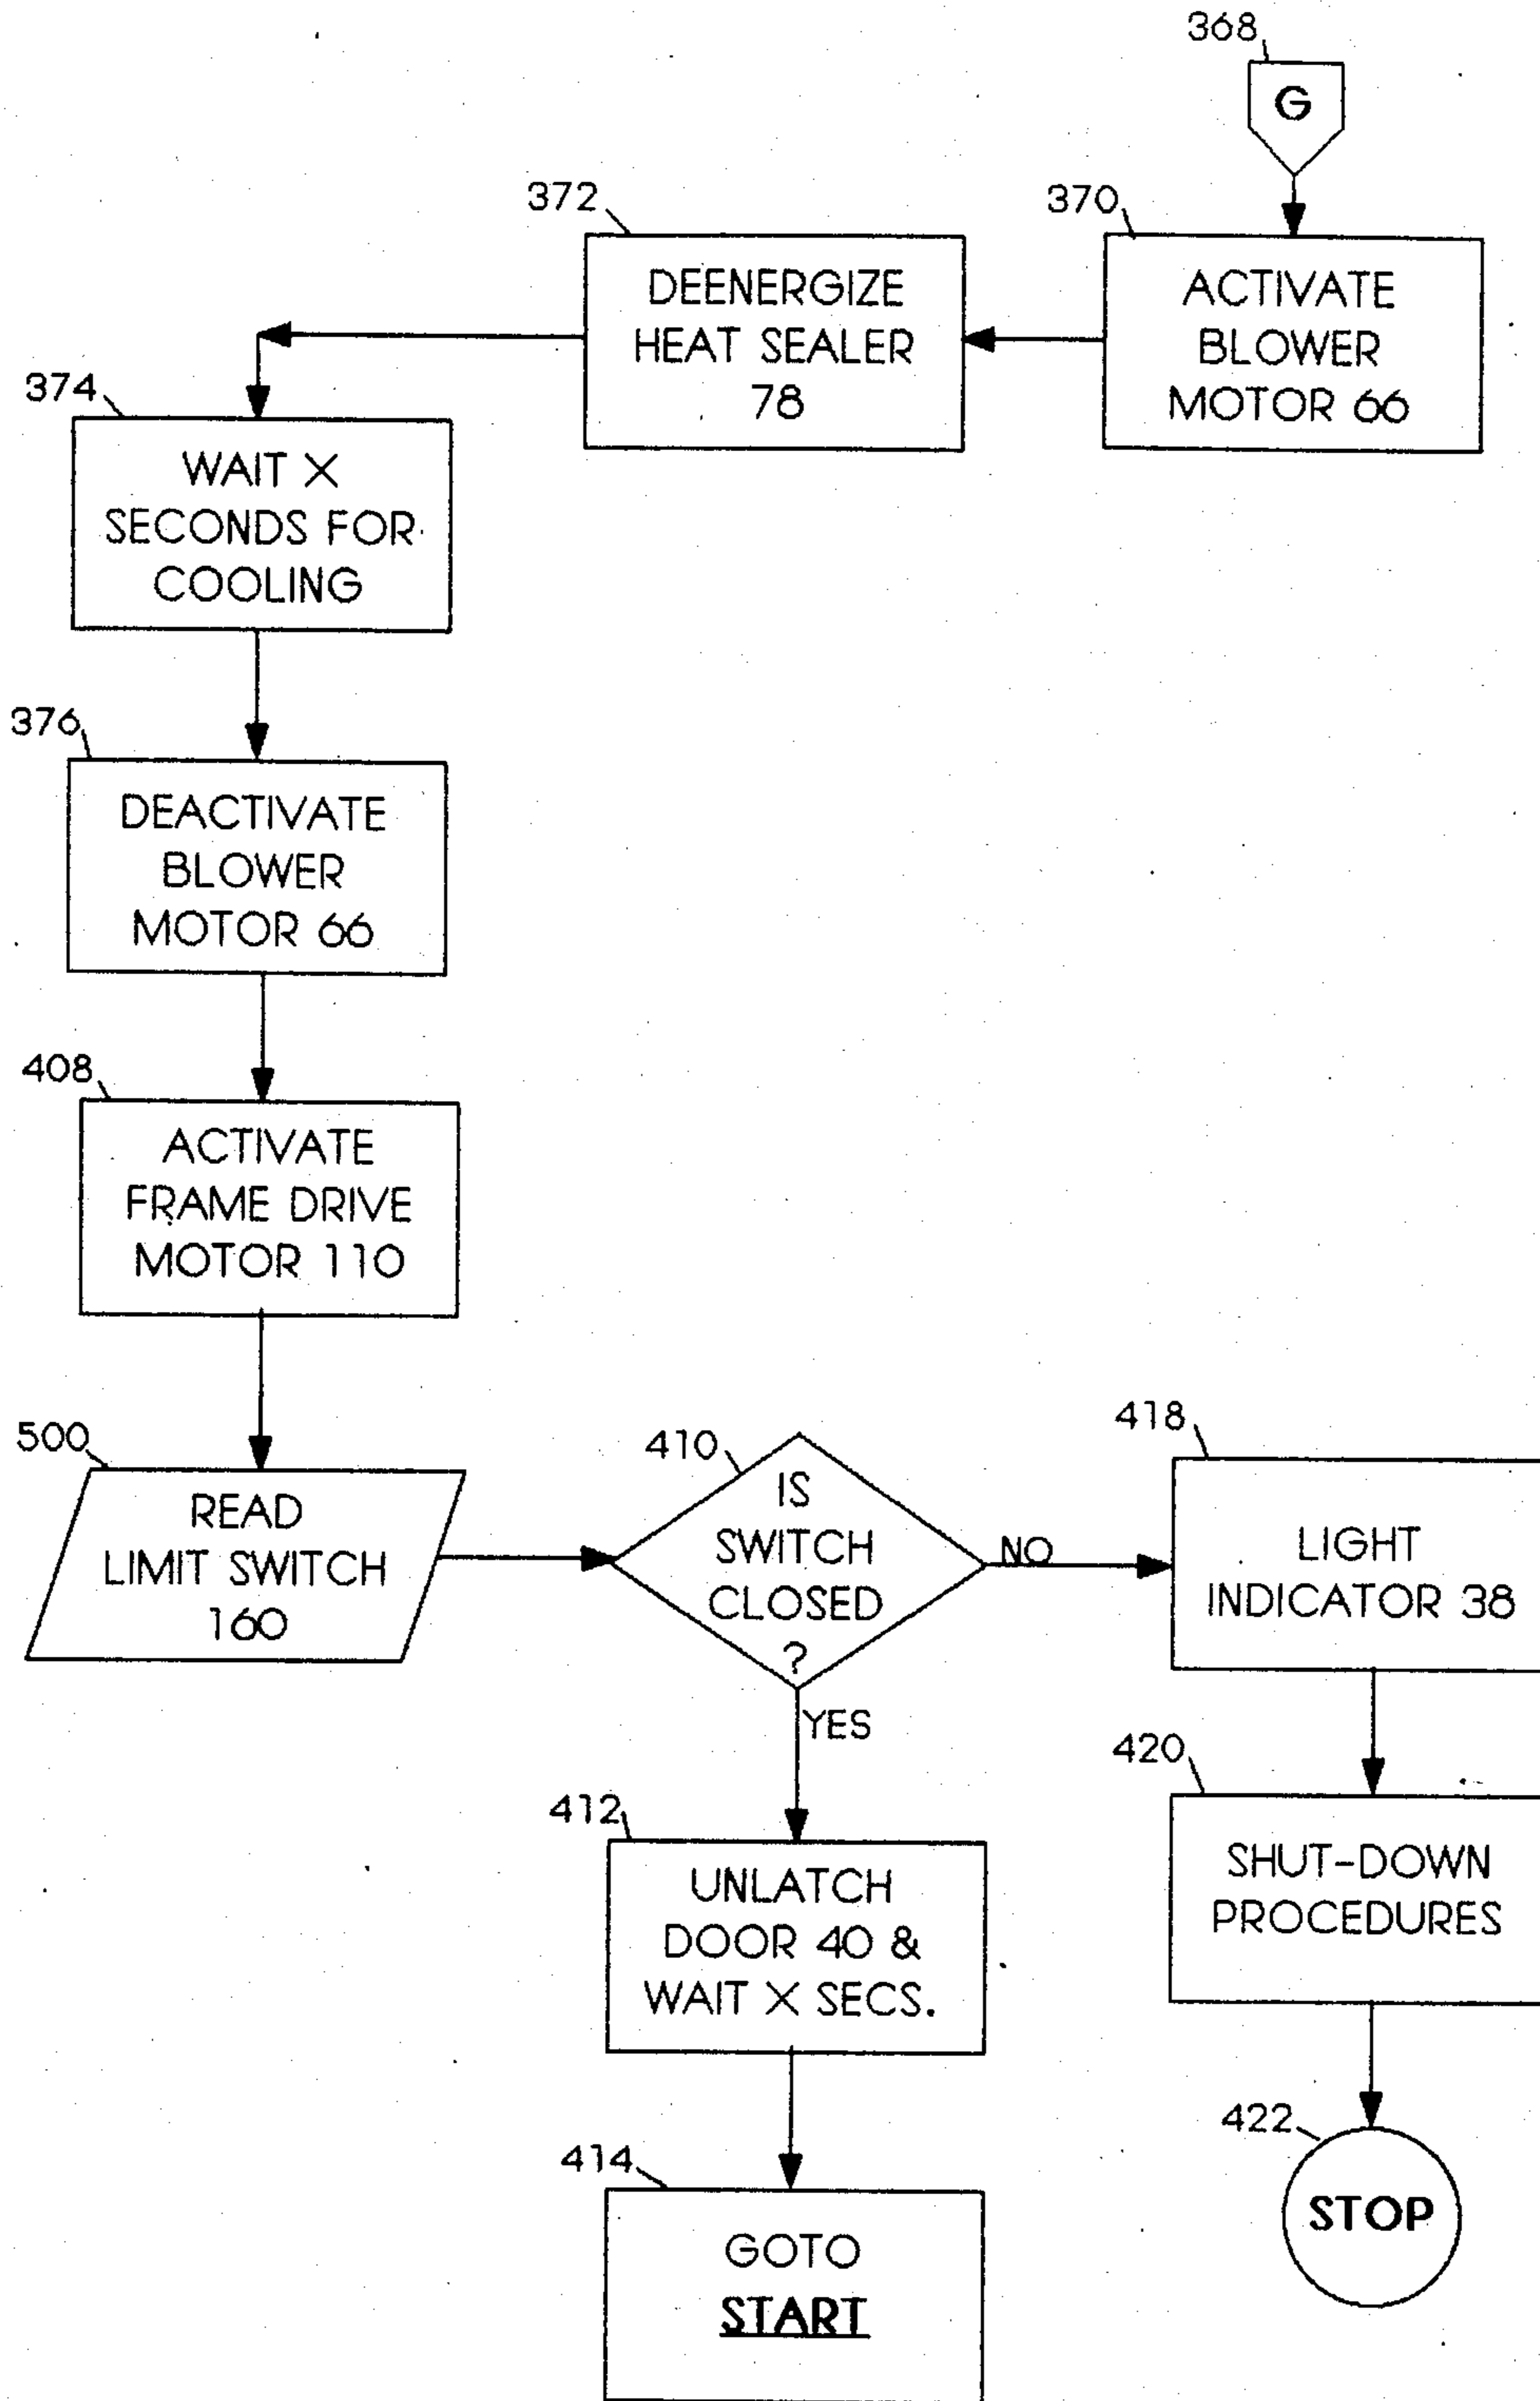 368
G
370
ACTIVATE
BLOWER
MOTOR 66
372
DEENERGIZE
HEAT SEALER
78
374
WAIT X
SECONDS FOR
COOLING
376
DEACTIVATE
BLOWER
MOTOR 66
408
ACTIVATE
FRAME DRIVE
MOTOR 110
500
READ
LIMIT SWITCH
160
410
IS
SWITCH
CLOSED
?
NO
418
LIGHT
INDICATOR 38
420
SHUT-DOWN
PROCEDURES
422
STOP
YES
412
UNLATCH
DOOR 40 &
WAIT X SECS.
414
GOTO
START